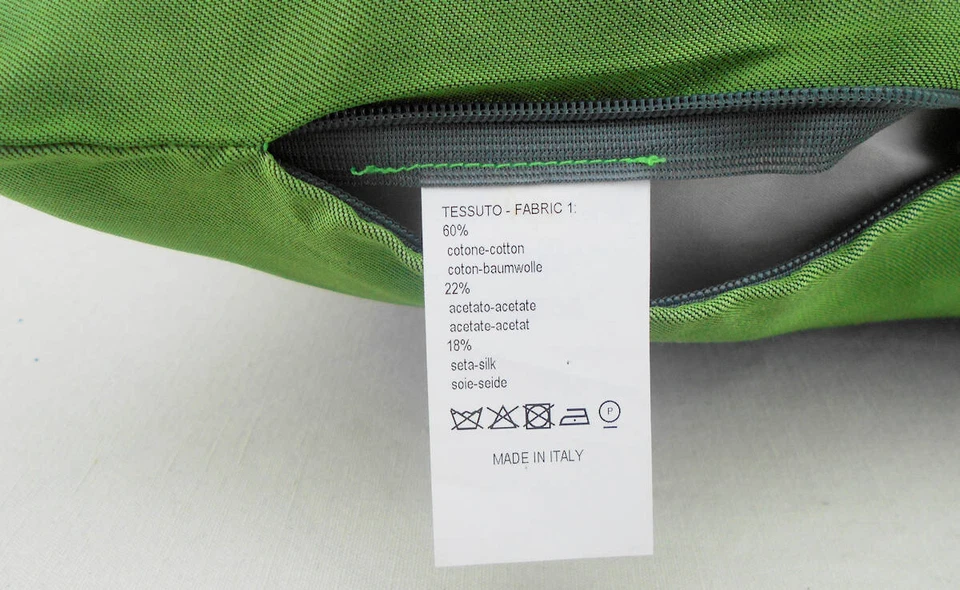 TESSUTO - FABRIC 1:
60%
cotone-cotton
coton-baumwolle
22%
acetato-acetate
acetate-acetat
18%
seta-silk
soie-seide
P
MADE IN ITALY